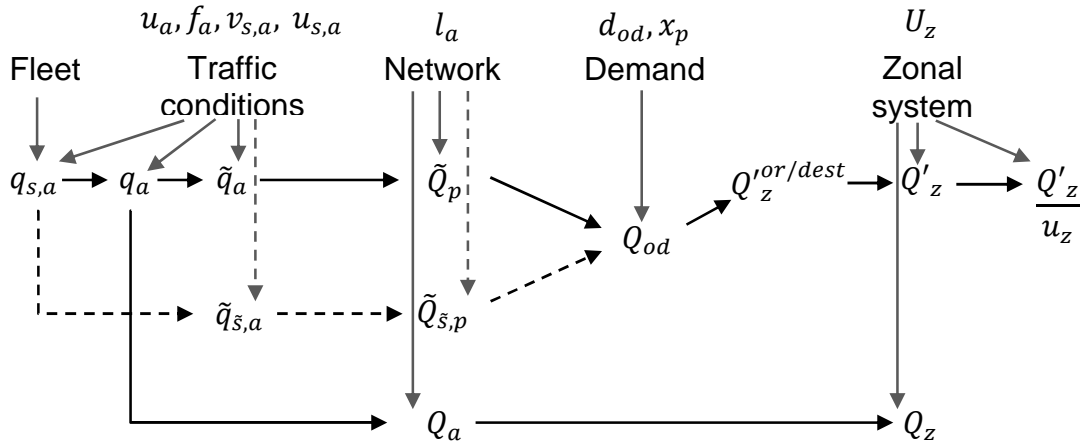 u_a, f_a, v_{s,a}, u_{s,a}
l_a
d_{od}, x_p
U_z
Fleet
Traffic
conditions
Network
Demand
Zonal
system
q_{s,a}
q_a
q̃_a
Q̃_p
Q'_z^{or/dest}
Q'_z
Q'_z
u_z
Q_{od}
q̃_{s̃,a}
Q̃_{s̃,p}
Q_a
Q_z